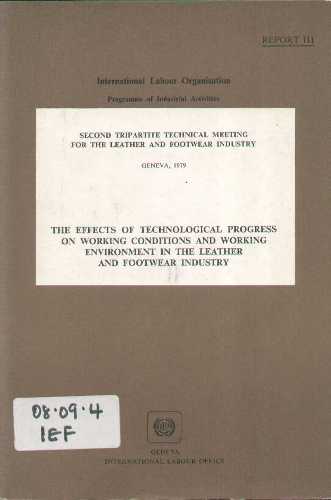 REPORT III
International Labour Organisation
Programme of Industrial Activities
SECOND TRIPARTITE TECHNICAL MEETING
FOR THE LEATHER AND FOOTWEAR INDUSTRY
GENEVA, 1979
THE EFFECTS OF TECHNOLOGICAL PROGRESS
ON WORKING CONDITIONS AND WORKING
ENVIRONMENT IN THE LEATHER
AND FOOTWEAR INDUSTRY
08·09·4
IEF
GENEVA
INTERNATIONAL LABOUR OFFICE